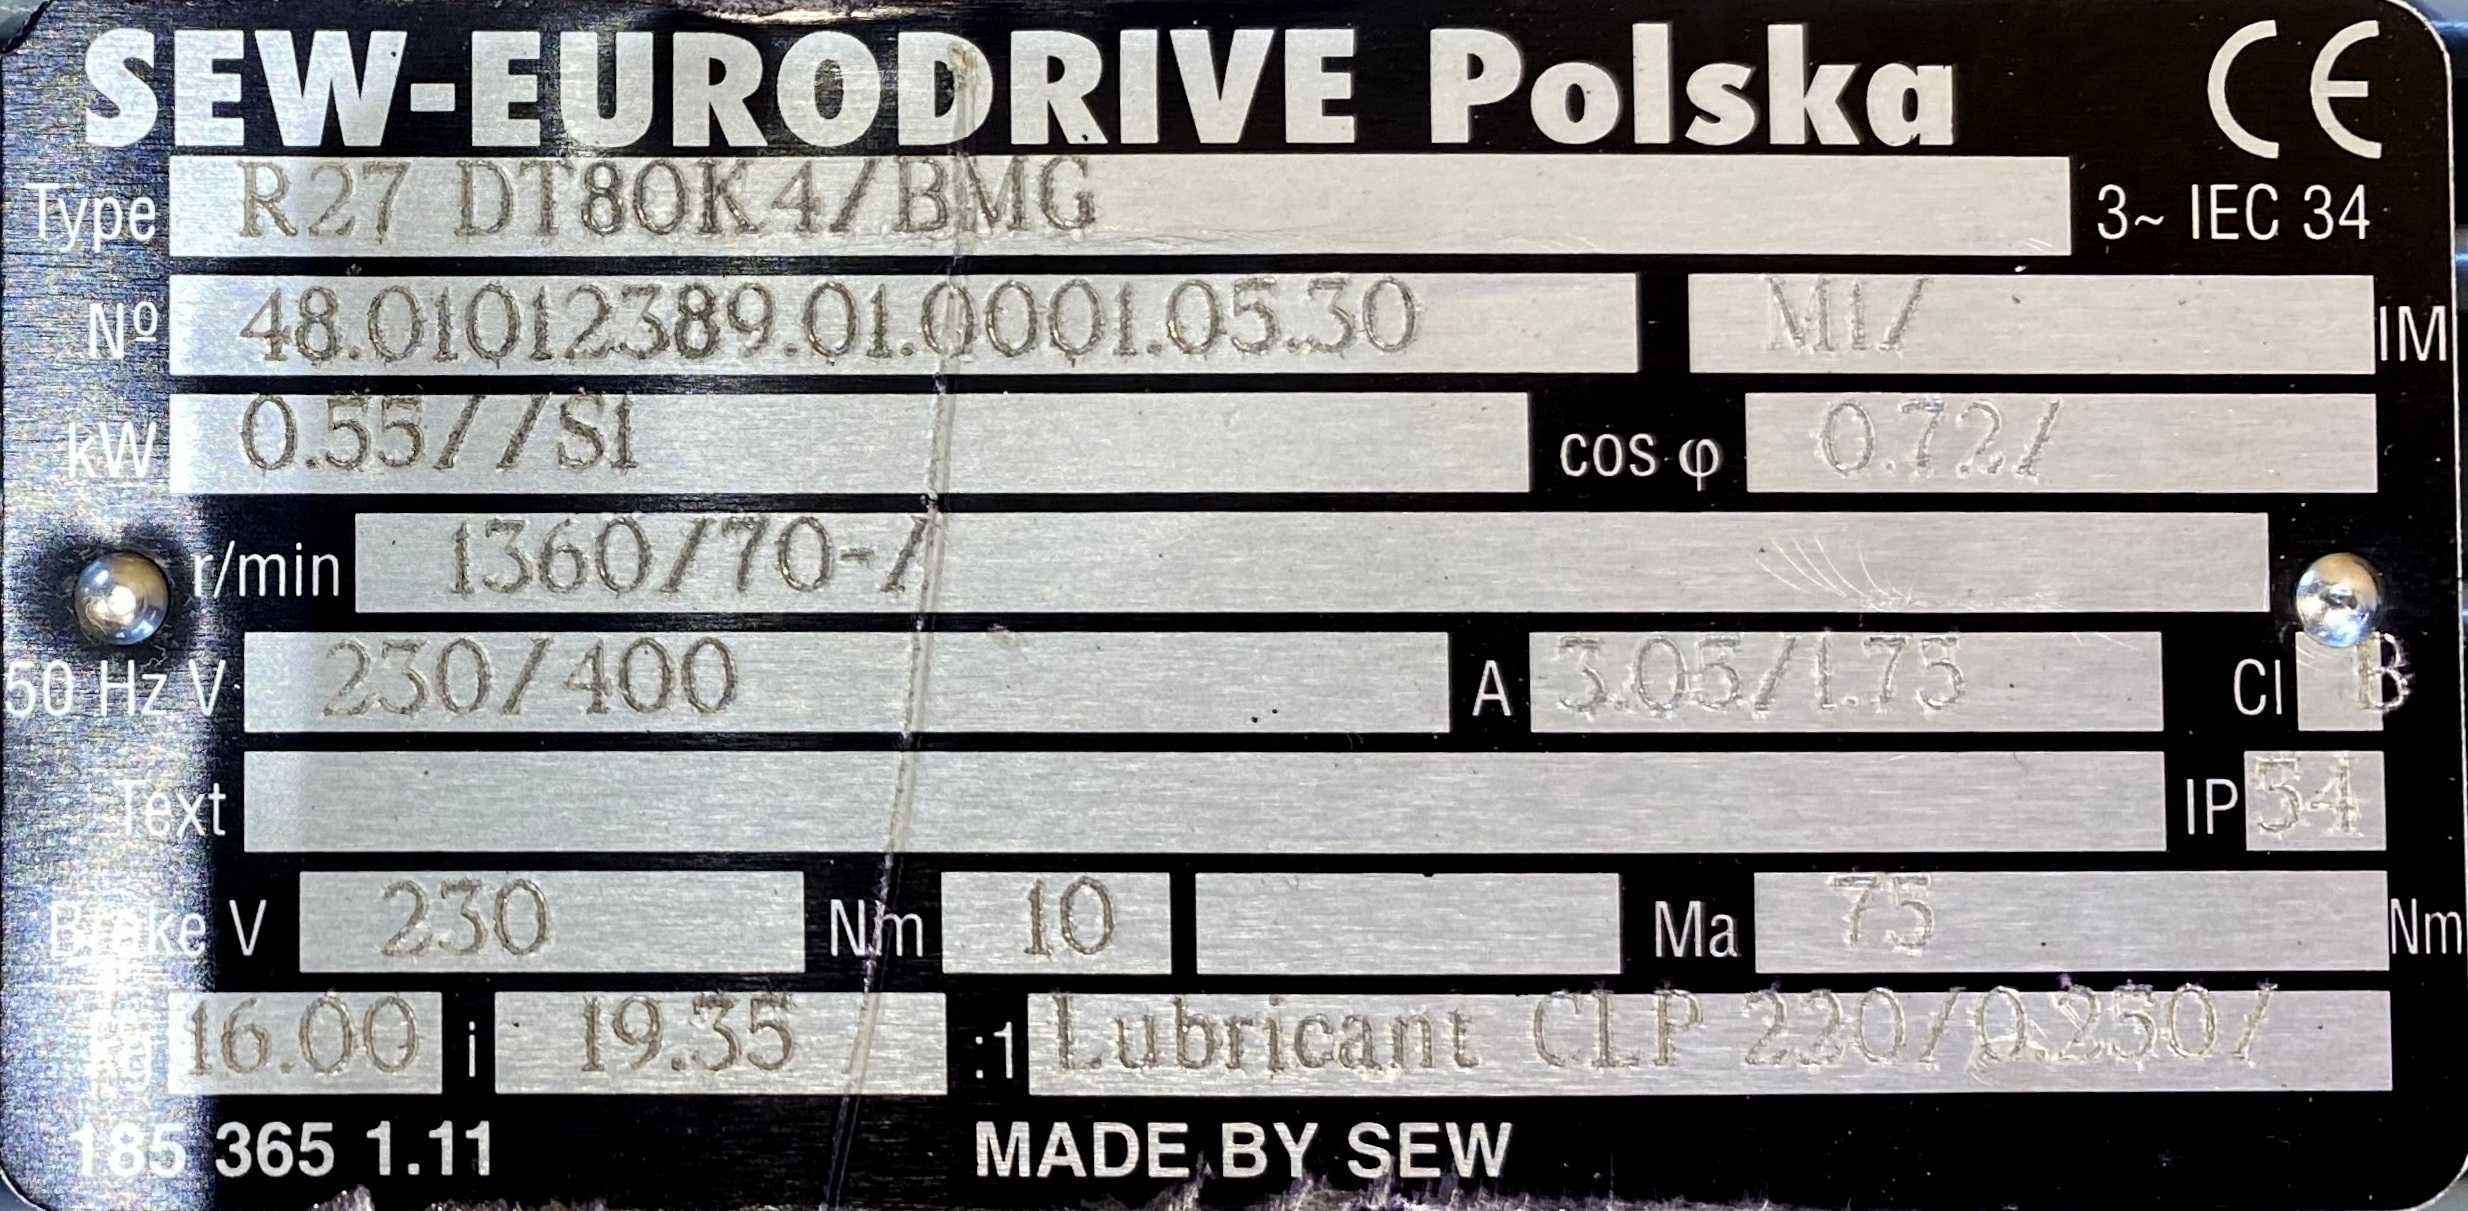 SEW-EURODRIVE Polska CE
Type R27 DT80K4/BMG 3~ IEC 34
Nº 48.01012389.01.0001.05.30 M1/ IM
kW 0.55//S1 cos φ 0.72/
r/min 1360/70-/
50 Hz V 230/400 A 3.05/1.75 Cl B
Text IP 54
Brake V 230 Nm 10 Ma 75 Nm
kg 16.00 i 19.35 :1 Lubricant CLP 220/0.250/
185 365 1.11 MADE BY SEW